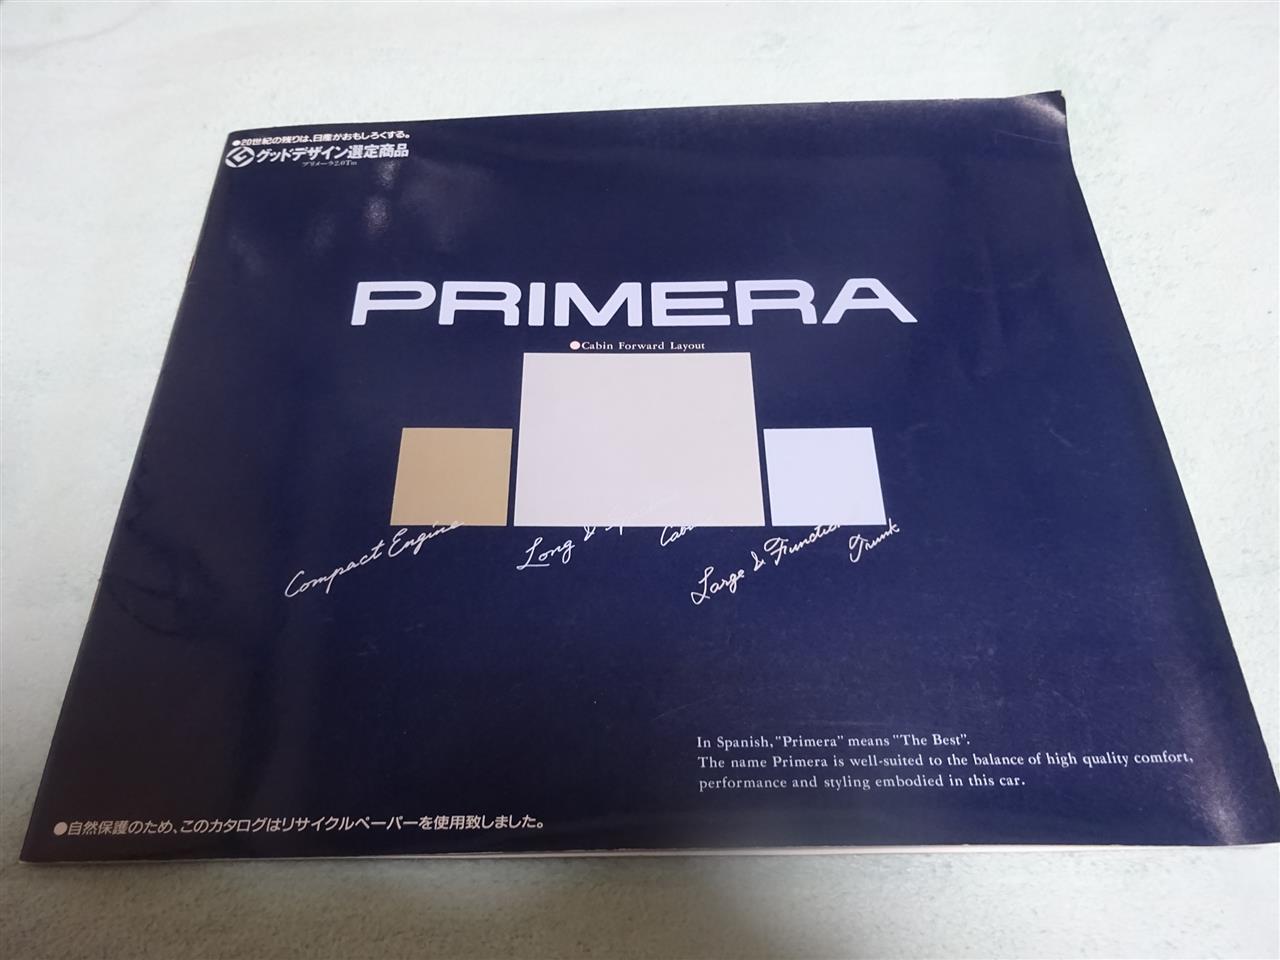 ●20世紀の残りは、日産がおもしろくする。
グッドデザイン選定商品
プリメーラ2.0Tm
PRIMERA
●Cabin Forward Layout
Compact Engine
Long &
Large &
Trunk
In Spanish, "Primera" means "The Best".
The name Primera is well-suited to the balance of high quality comfort,
performance and styling embodied in this car.
●自然保護のため、このカタログはリサイクルペーパーを使用致しました。